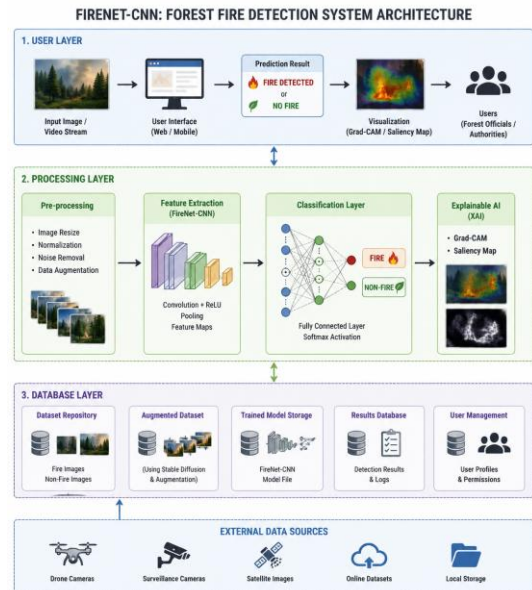 FIRENET-CNN: FOREST FIRE DETECTION SYSTEM ARCHITECTURE
1. USER LAYER
Input Image /
Video Stream
User Interface
(Web / Mobile)
Prediction Result
FIRE DETECTED
or
NO FIRE
Visualization
(Grad-CAM / Saliency Map)
Users
(Forest Officials /
Authorities)
2. PROCESSING LAYER
Pre-processing
• Image Resize
• Normalization
• Noise Removal
• Data Augmentation
Feature Extraction
(FireNet-CNN)
Convolution + ReLU
Pooling
Feature Maps
Classification Layer
FIRE
NON-FIRE
Fully Connected Layer
Softmax Activation
Explainable AI
(XAI)
• Grad-CAM
• Saliency Map
3. DATABASE LAYER
Dataset Repository
Fire Images
Non-Fire Images
Augmented Dataset
(Using Stable Diffusion
& Augmentation)
Trained Model Storage
FireNet-CNN
Model File
Results Database
Detection Results
& Logs
User Management
User Profiles
& Permissions
EXTERNAL DATA SOURCES
Drone Cameras
Surveillance Cameras
Satellite Images
Online Datasets
Local Storage